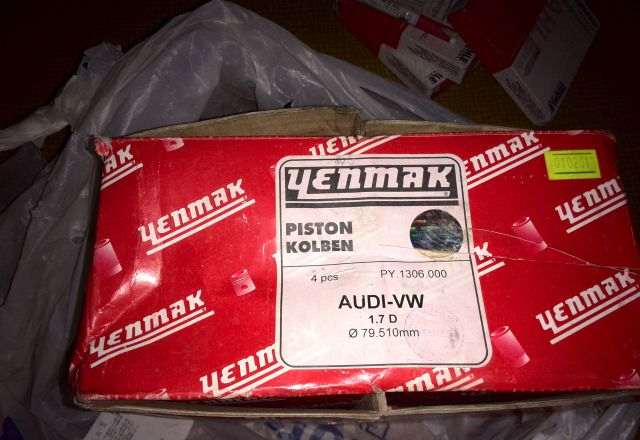 YENMAK
YENMAK
PISTON
KOLBEN
4 pcs PY 1306.000
AUDI-VW
1.7 D
Ø 79.510mm
YENMAK
YENMAK
YENMAK
YENMAK
YENMAK
YENMAK